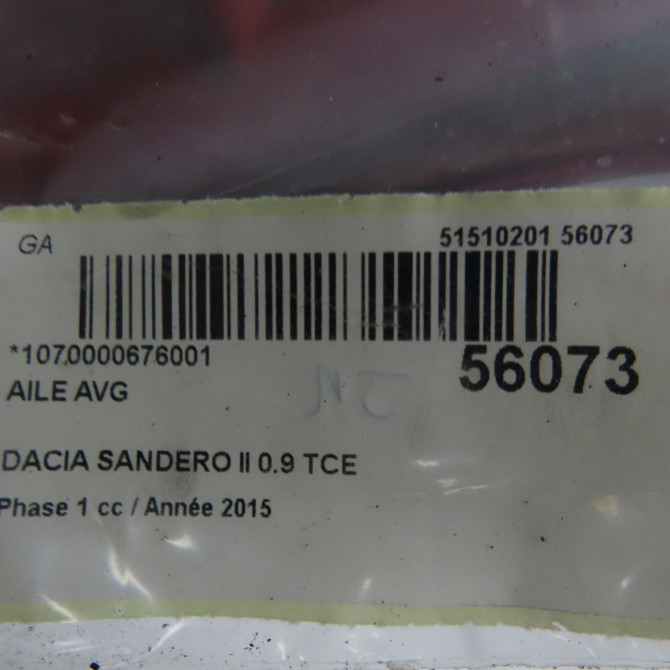 GA
51510201 56073
*1070000676001
56073
AILE AVG
DACIA SANDERO II 0.9 TCE
Phase 1 cc / Année 2015